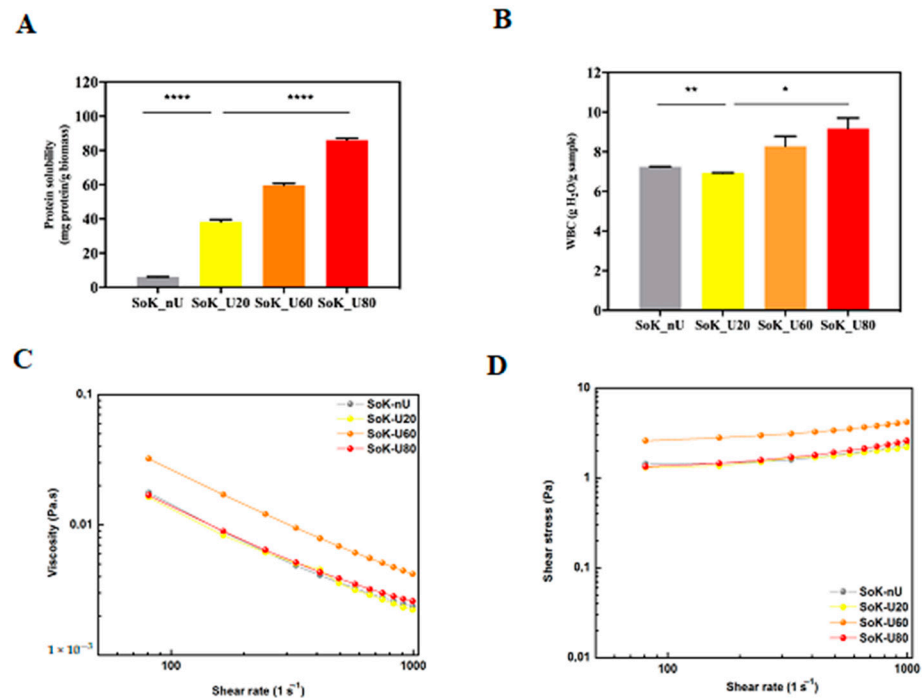 A
Protein solubility
(mg protein/g biomass)
120
100
80
60
40
20
0
****
****
SoK_nU SoK_U20 SoK_U60 SoK_U80
B
WBC (g H₂O/g sample)
12
10
8
6
4
2
0
**
*
SoK_nU SoK_U20 SoK_U60 SoK_U80
C
Viscosity (Pa.s)
0,1
0,01
1 × 10⁻³
SoK-nU
SoK-U20
SoK-U60
SoK-U80
100 1000
Shear rate (1 s⁻¹)
D
Shear stress (Pa)
10
1
0,1
0,01
SoK-nU
SoK-U20
SoK-U60
SoK-U80
100 1000
Shear rate (1 s⁻¹)